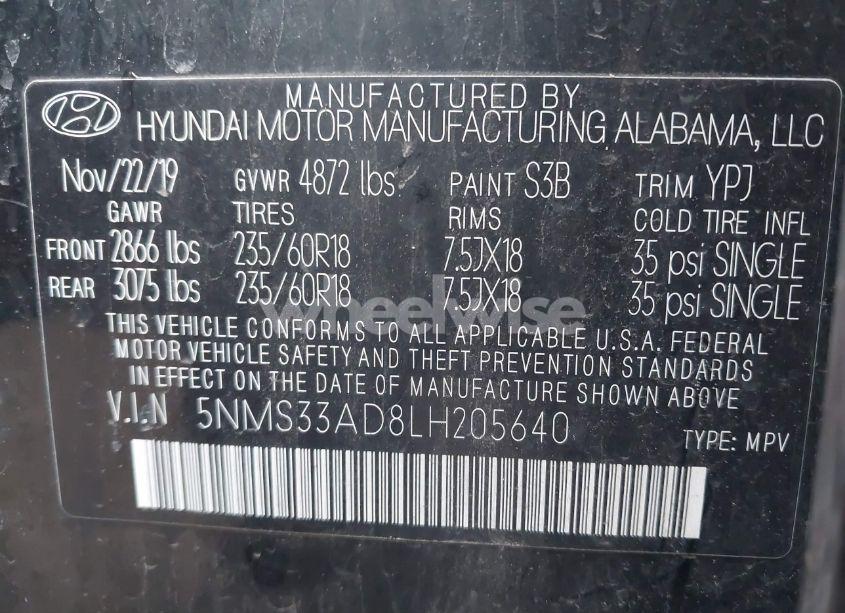 MANUFACTURED BY
HYUNDAI MOTOR MANUFACTURING ALABAMA, LLC
Nov/22/19 GVWR 4872 lbs PAINT S3B TRIM YPJ
GAWR TIRES RIMS COLD TIRE INFL
FRONT 2866 lbs 235/60R18 7.5JX18 35 psi SINGLE
REAR 3075 lbs 235/60R18 7.5JX18 35 psi SINGLE
wheelwise
THIS VEHICLE CONFORMS TO ALL APPLICABLE U.S.A. FEDERAL
MOTOR VEHICLE SAFETY AND THEFT PREVENTION STANDARDS
IN EFFECT ON THE DATE OF MANUFACTURE SHOWN ABOVE
V.I.N 5NMS33AD8LH205640 TYPE: MPV